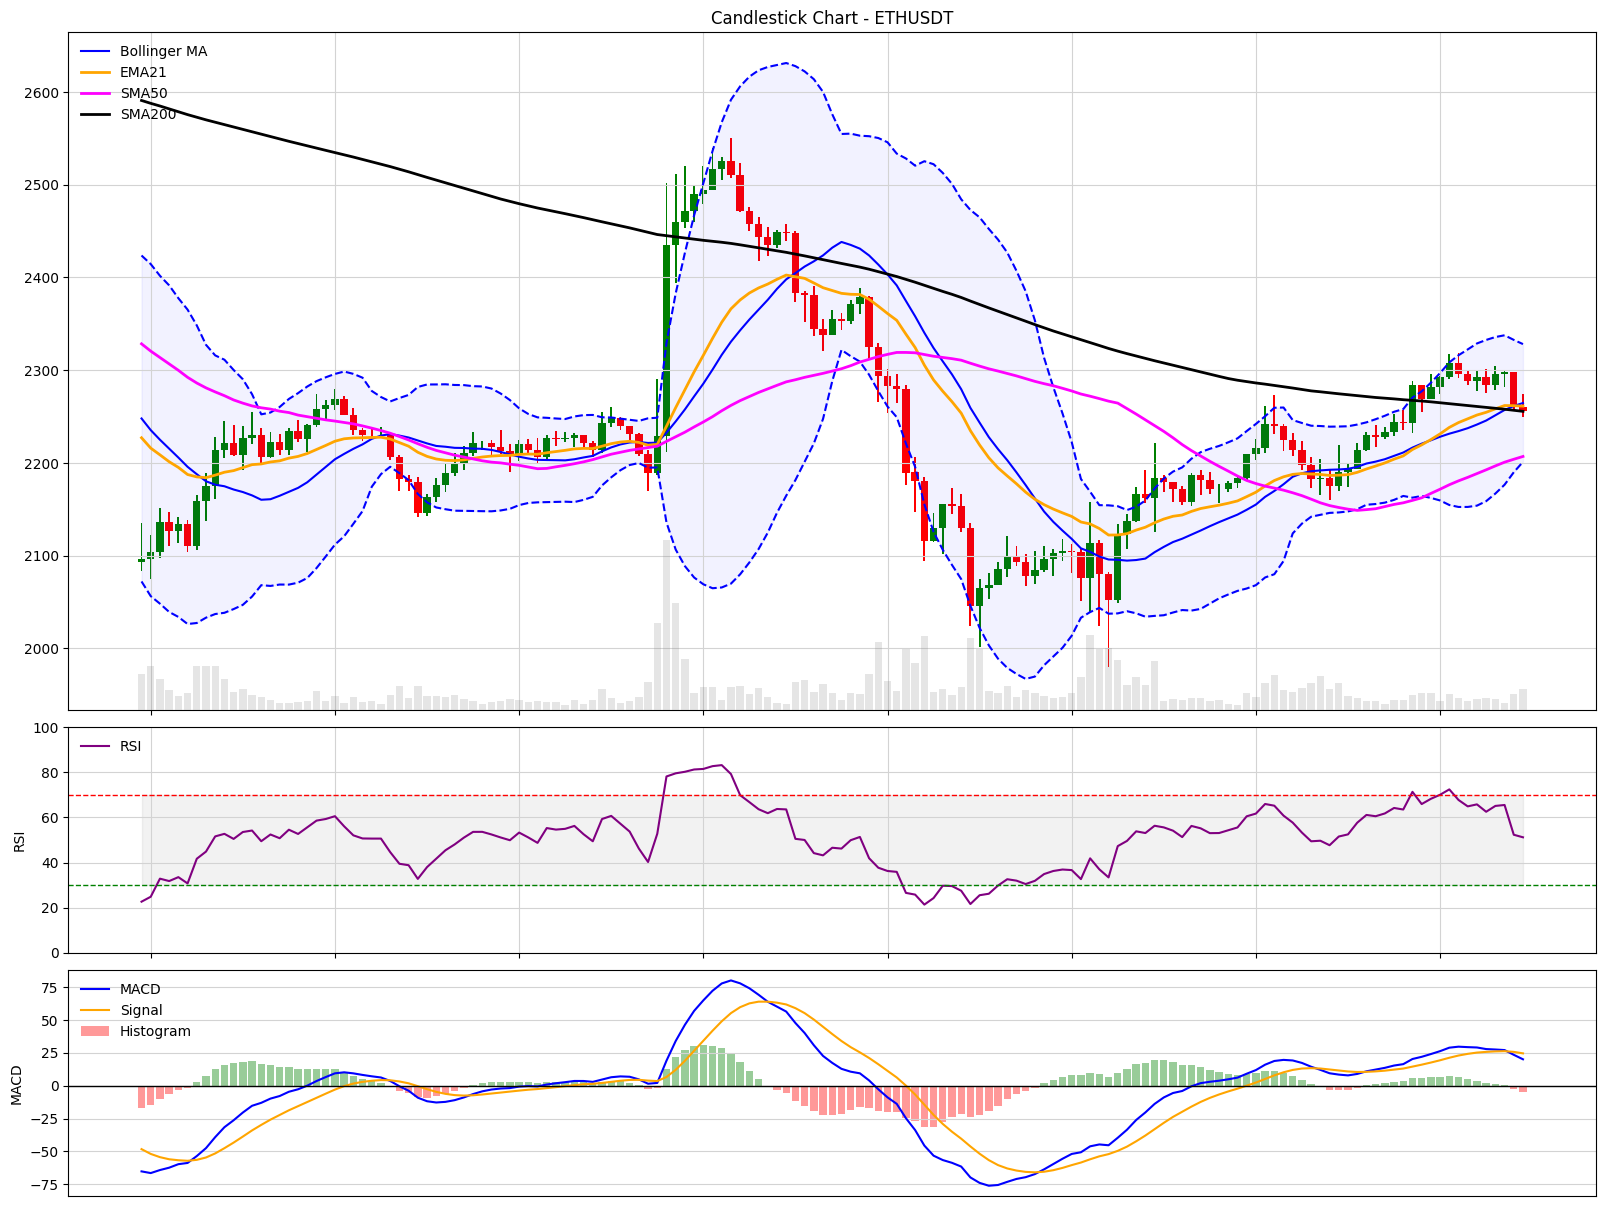 Candlestick Chart - ETHUSDT
Bollinger MA
EMA21
SMA50
SMA200
2600
2500
2400
2300
2200
2100
2000
RSI
100
80
60
40
20
0
RSI
MACD
Signal
Histogram
75
50
25
0
−25
−50
−75
MACD